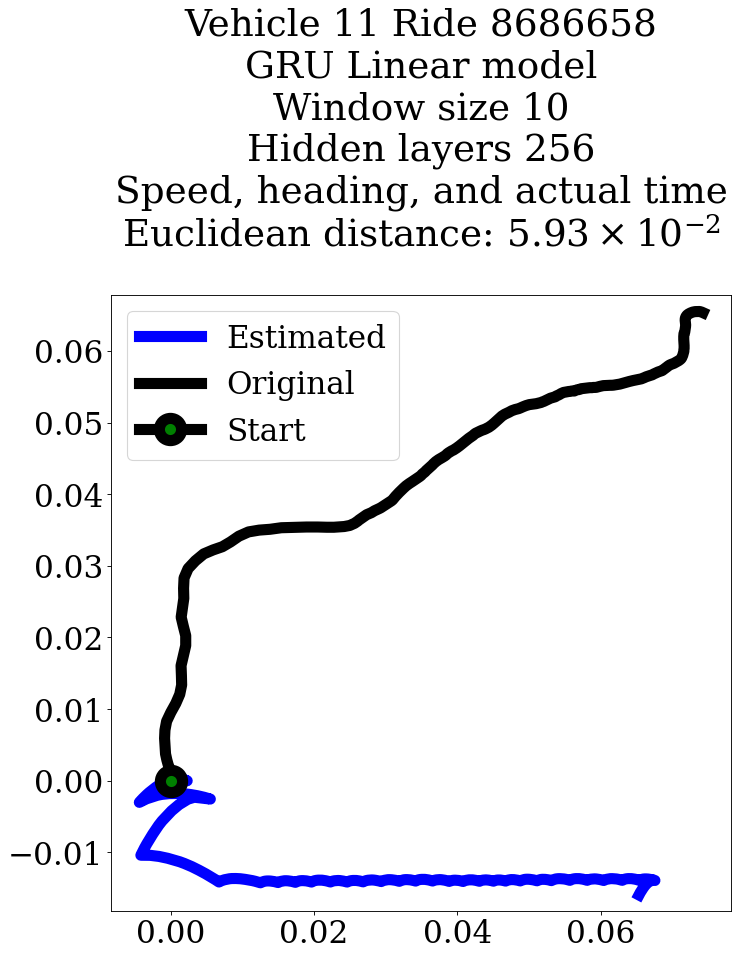 Vehicle 11 Ride 8686658
GRU Linear model
Window size 10
Hidden layers 256
Speed, heading, and actual time
Euclidean distance: 5.93 × 10⁻²
Estimated
Original
Start
0.06
0.05
0.04
0.03
0.02
0.01
0.00
−0.01
0.00 0.02 0.04 0.06